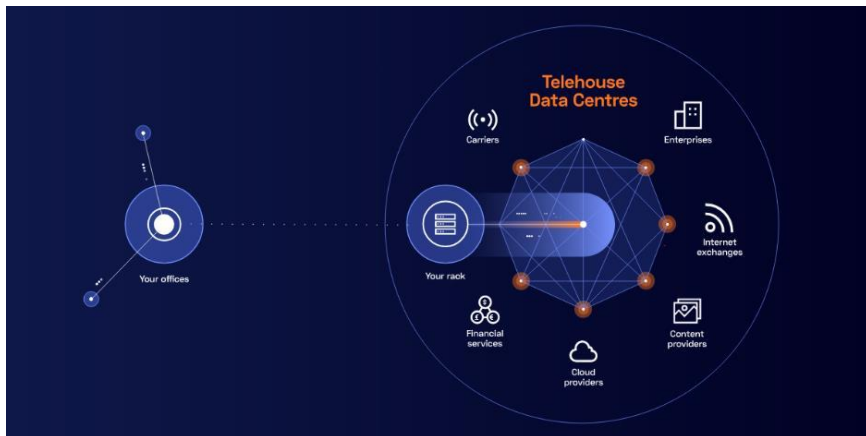 Telehouse
Data Centres
Carriers
Enterprises
Internet
exchanges
Your offices
Your rack
Financial
services
Content
providers
Cloud
providers